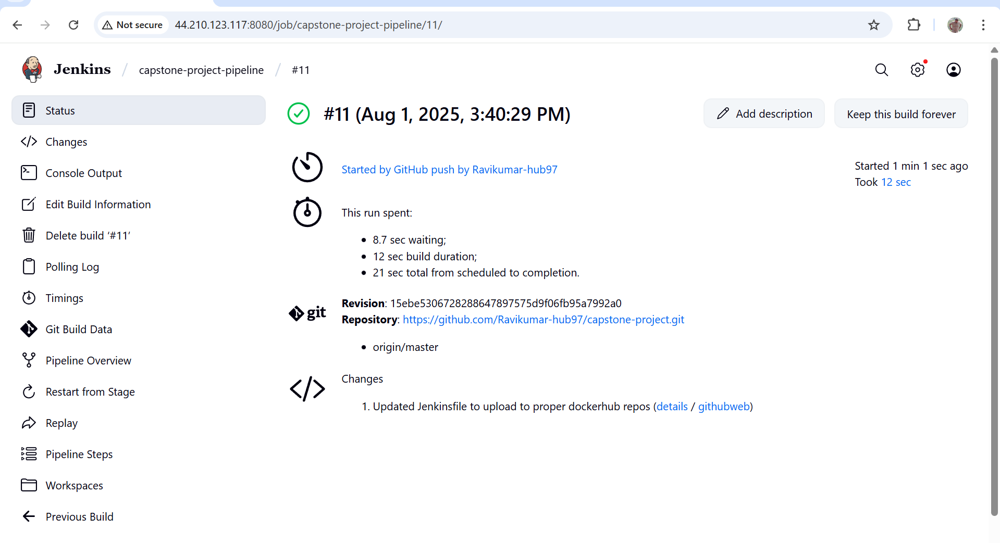 Not secure 44.210.123.117:8080/job/capstone-project-pipeline/11/
Jenkins / capstone-project-pipeline / #11
Status
Changes
Console Output
Edit Build Information
Delete build ‘#11’
Polling Log
Timings
Git Build Data
Pipeline Overview
Restart from Stage
Replay
Pipeline Steps
Workspaces
Previous Build
#11 (Aug 1, 2025, 3:40:29 PM)
Add description
Keep this build forever
Started by GitHub push by Ravikumar-hub97
Started 1 min 1 sec ago
Took 12 sec
This run spent:
• 8.7 sec waiting;
• 12 sec build duration;
• 21 sec total from scheduled to completion.
git
Revision: 15ebe5306728288647897575d9f06fb95a7992a0
Repository: https://github.com/Ravikumar-hub97/capstone-project.git
• origin/master
Changes
1. Updated Jenkinsfile to upload to proper dockerhub repos (details / githubweb)